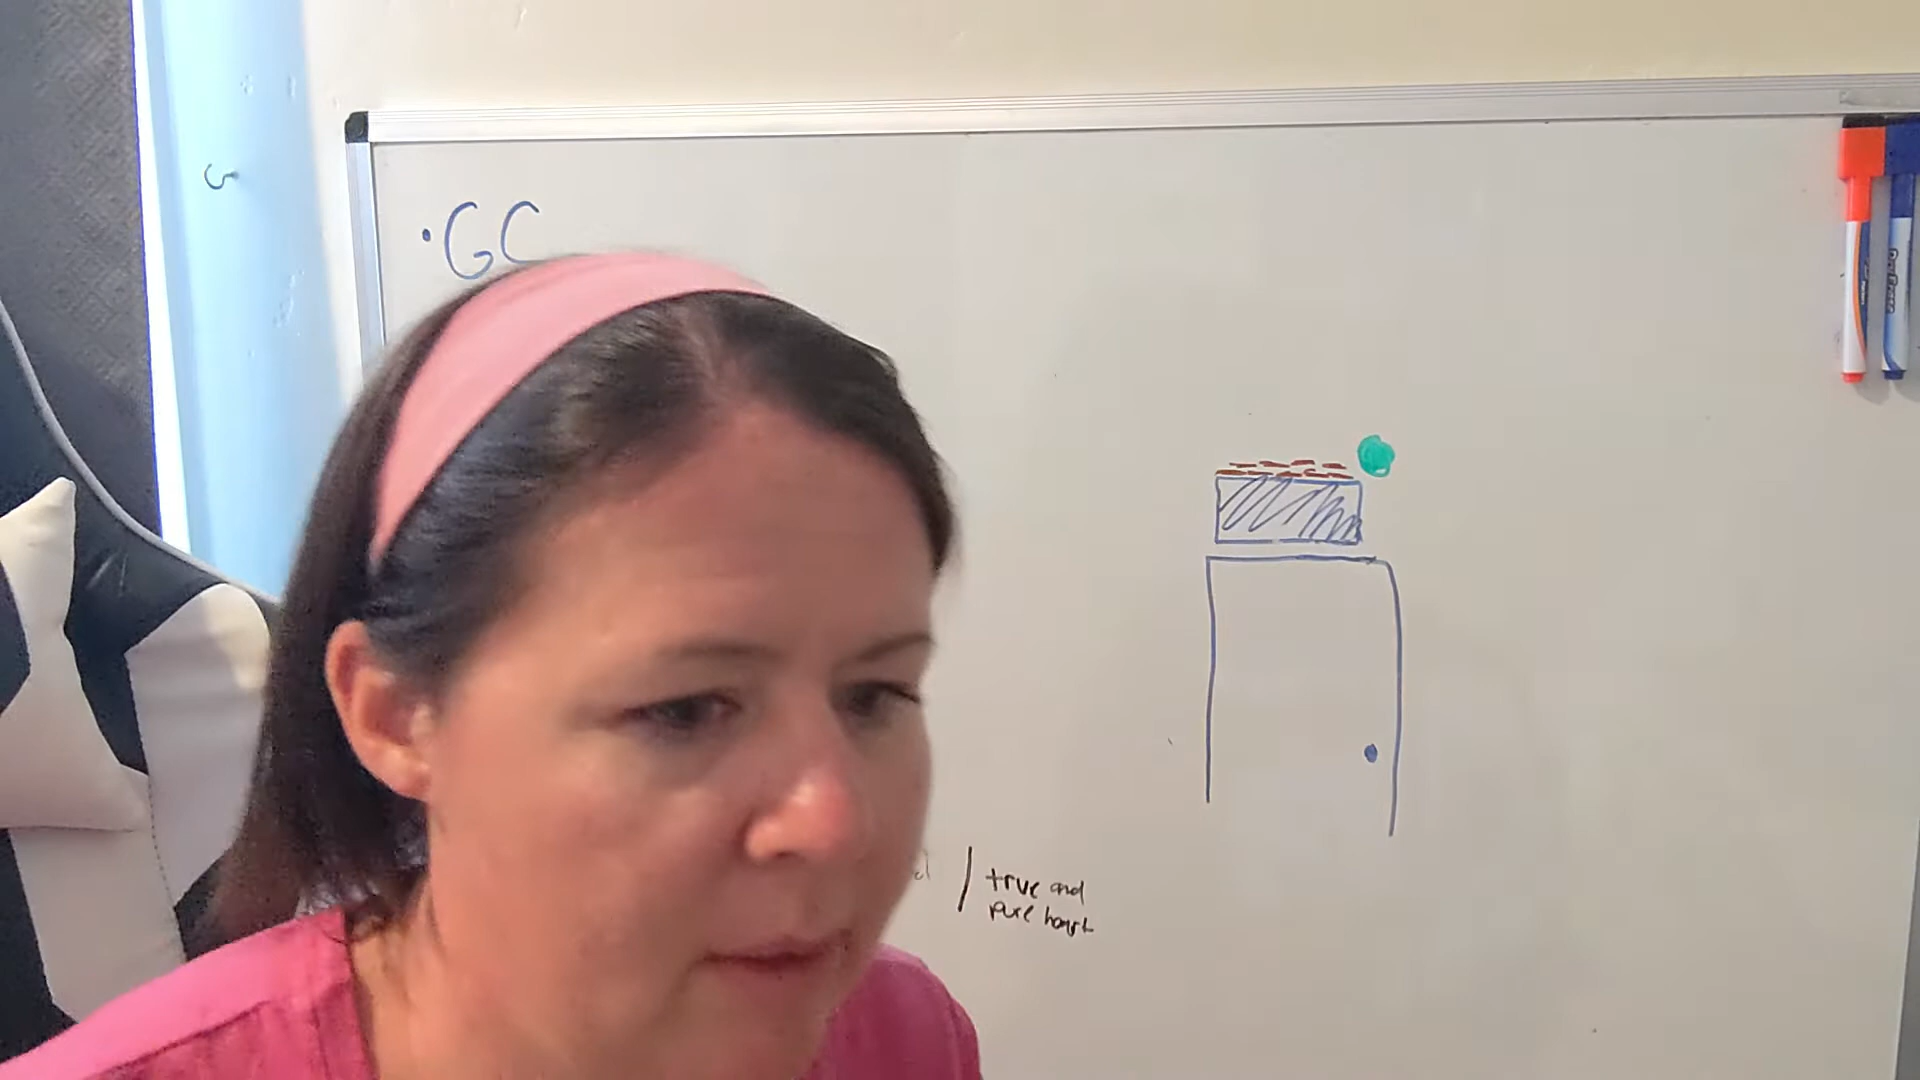 • GC
true and
pure heart